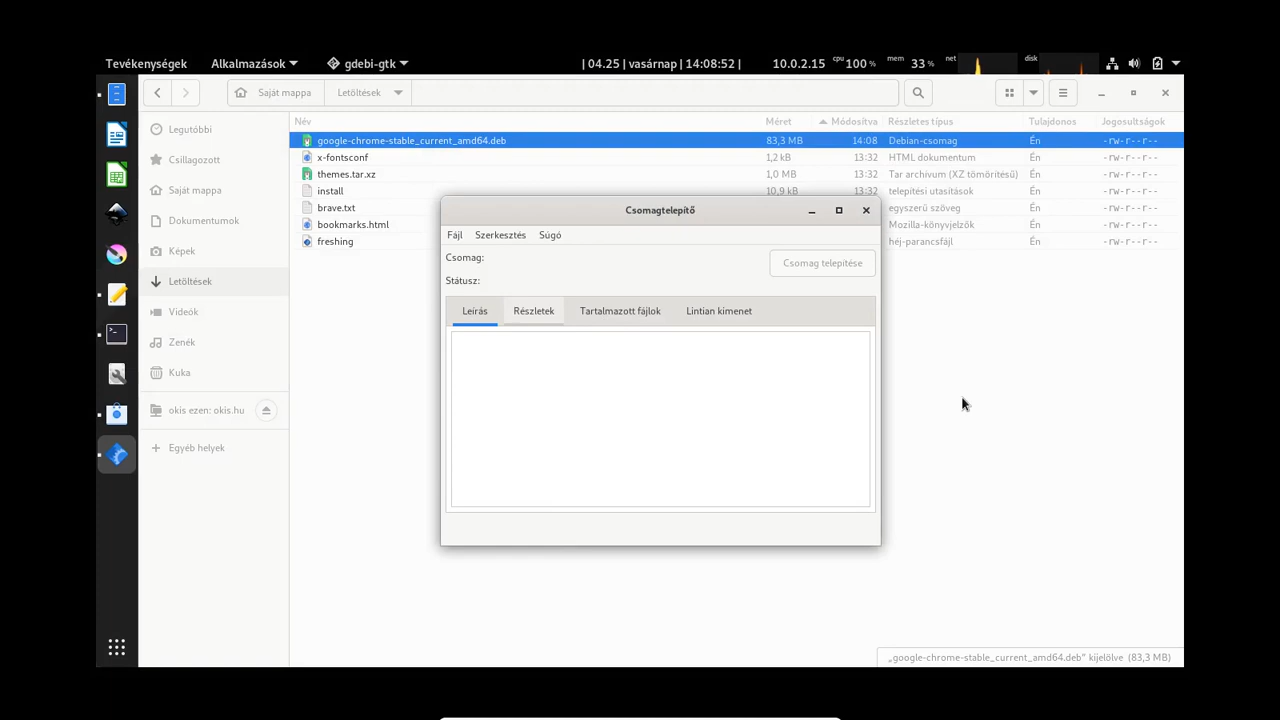 Tevékenységek Alkalmazások gdebi-gtk | 04.25 | vasárnap | 14:08:52 | 10.0.2.15 cpu 100 % mem 33 % net disk
Saját mappa Letöltések
Név Méret Módosítva Részletes típus Tulajdonos Jogosultságok
google-chrome-stable_current_amd64.deb 83,3 MB 14:08 Debian-csomag Én -rw-r--r--
x-fontsconf 1,2 kB 13:32 HTML dokumentum Én -rw-r--r--
themes.tar.xz 1,0 MB 13:32 Tar archívum (XZ tömörítésű) Én -rw-r--r--
install 10,9 kB 13:32 telepítési utasítások Én -rw-r--r--
brave.txt egyszerű szöveg Én -rw-r--r--
bookmarks.html Mozilla-könyvjelzők Én -rw-r--r--
freshing héj-parancsfájl Én -rw-r--r--
Legutóbbi
Csillagozott
Saját mappa
Dokumentumok
Képek
Letöltések
Videók
Zenék
Kuka
okis ezen: okis.hu
Egyéb helyek
Csomagtelepítő
Fájl Szerkesztés Súgó
Csomag:
Csomag telepítése
Státusz:
Leírás Részletek Tartalmazott fájlok Lintian kimenet
„google-chrome-stable_current_amd64.deb” kijelölve (83,3 MB)